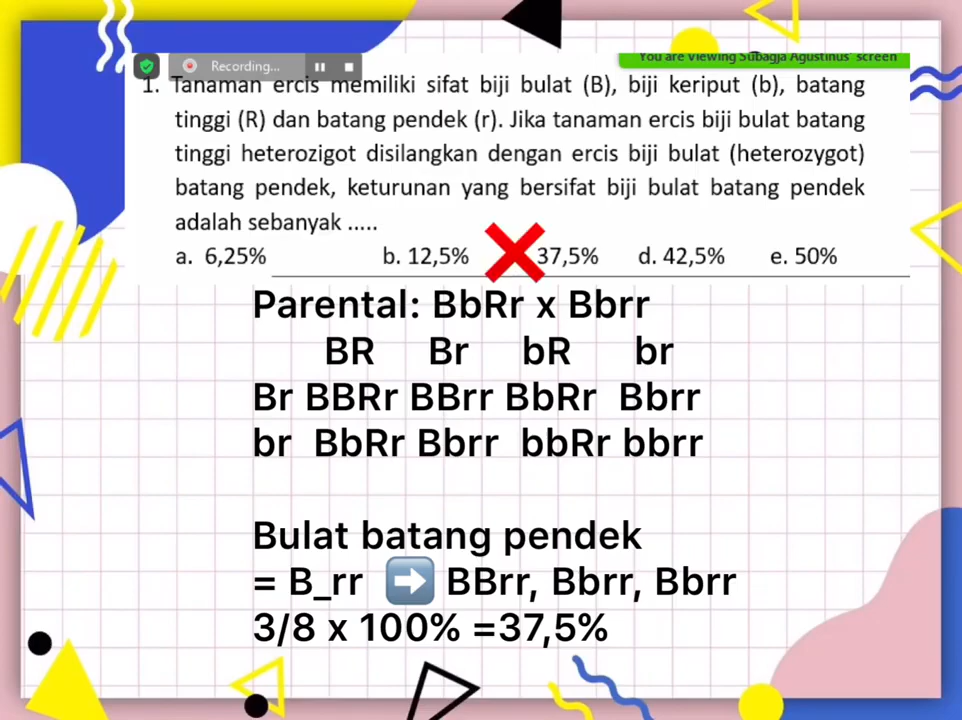 Recording...
You are viewing Subagja Agustinus' screen
1. Tanaman ercis memiliki sifat biji bulat (B), biji keriput (b), batang
tinggi (R) dan batang pendek (r). Jika tanaman ercis biji bulat batang
tinggi heterozigot disilangkan dengan ercis biji bulat (heterozygot)
batang pendek, keturunan yang bersifat biji bulat batang pendek
adalah sebanyak .....
a. 6,25% b. 12,5% 37,5% d. 42,5% e. 50%
Parental: BbRr x Bbrr
BR Br bR br
Br BBRr BBrr BbRr Bbrr
br BbRr Bbrr bbRr bbrr
Bulat batang pendek
= B_rr ➡ BBrr, Bbrr, Bbrr
3/8 x 100% =37,5%